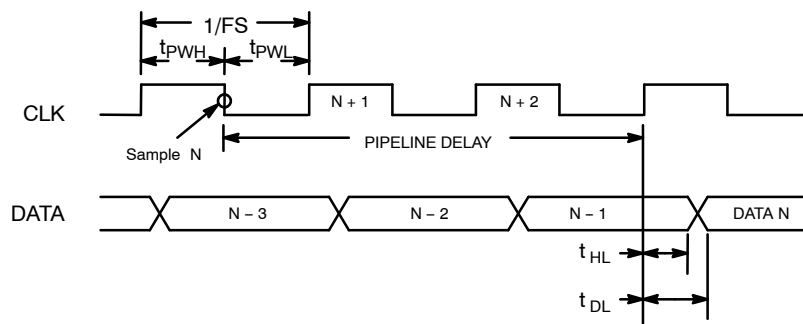 1/FS
tPWH tPWL
CLK
N + 1
N + 2
Sample N
PIPELINE DELAY
DATA
N – 3
N – 2
N – 1
DATA N
t HL
t DL